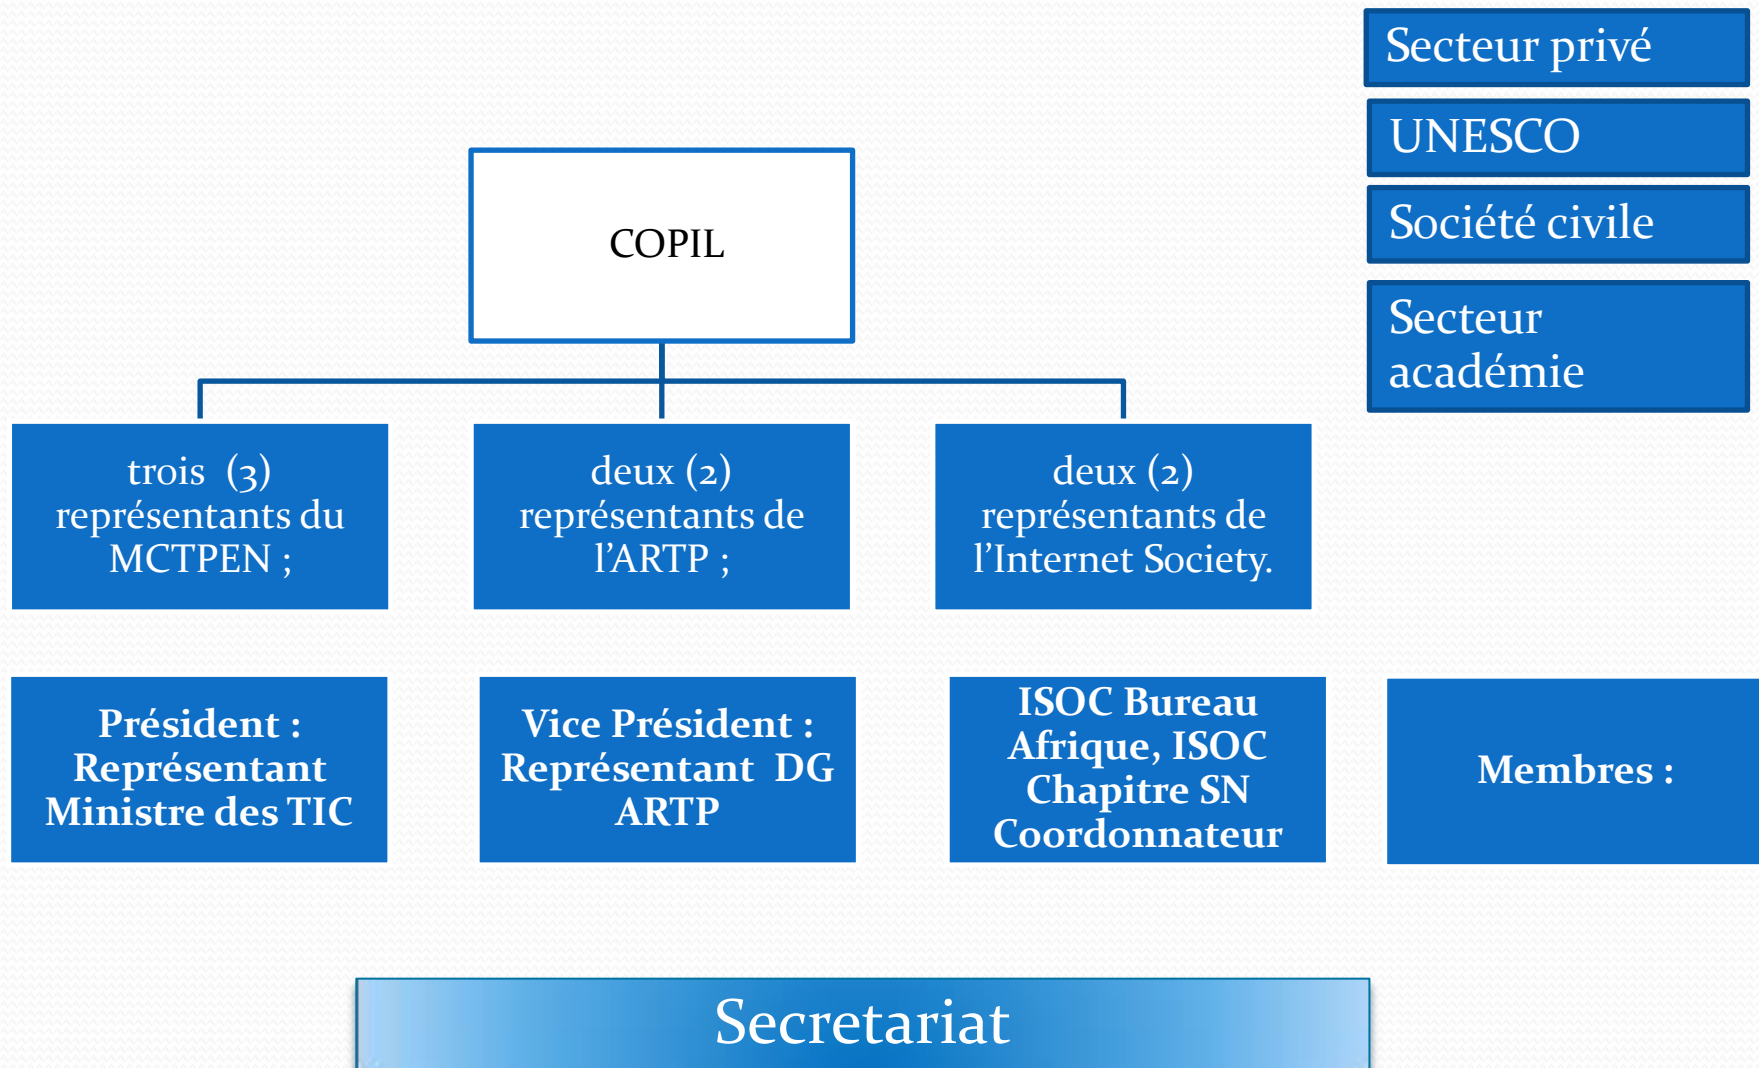 Secteur privé
UNESCO
Société civile
Secteur
académie
COPIL
trois  (3)
représentants du
MCTPEN ;
deux (2)
représentants de
l’ARTP ;
deux (2)
représentants de
l’Internet Society.
Président :
Représentant
Ministre des TIC
Vice Président :
Représentant  DG
ARTP
ISOC Bureau
Afrique, ISOC
Chapitre SN
Coordonnateur
Membres :
Secretariat